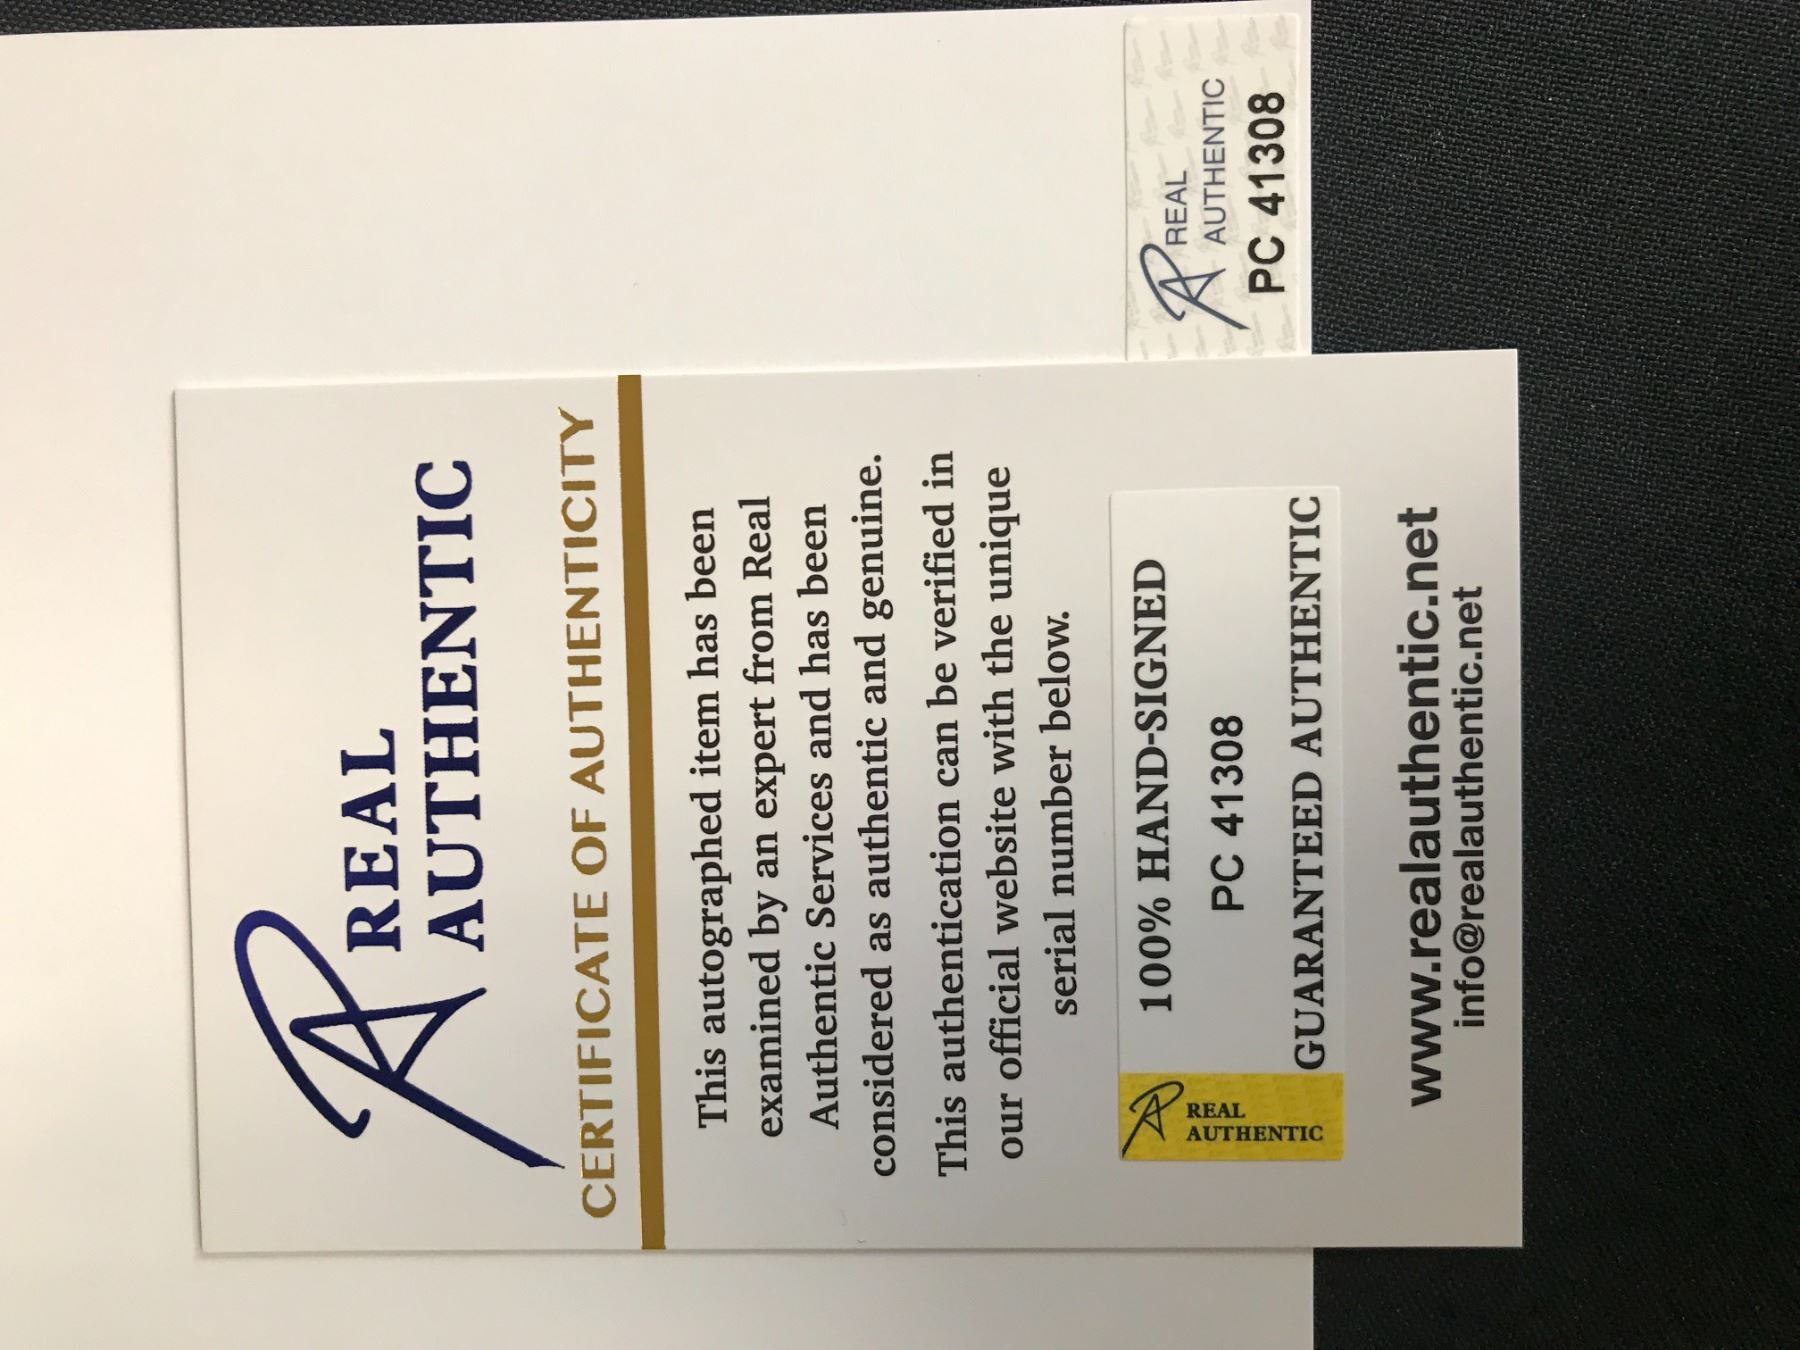 REAL
AUTHENTIC
CERTIFICATE OF AUTHENTICITY
This autographed item has been
examined by an expert from Real
Authentic Services and has been
considered as authentic and genuine.
This authentication can be verified in
our official website with the unique
serial number below.
REAL
AUTHENTIC
100% HAND-SIGNED
PC 41308
GUARANTEED AUTHENTIC
www.realauthentic.net
info@realauthentic.net
REAL
AUTHENTIC
PC 41308